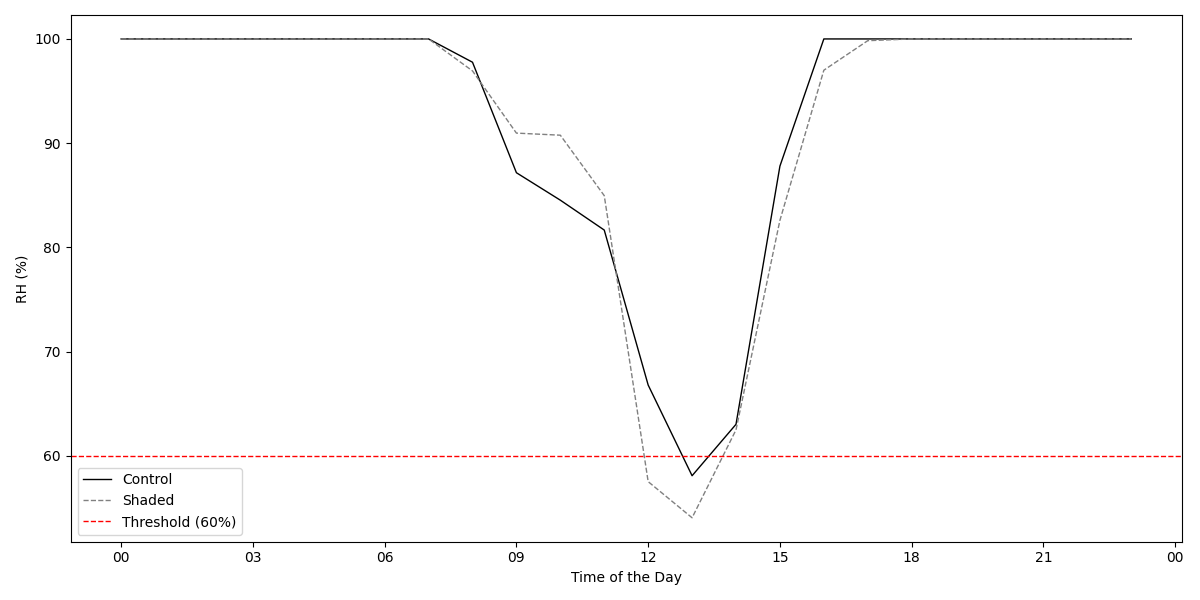 100
90
80
70
60
RH (%)
Control
Shaded
Threshold (60%)
00 03 06 09 12 15 18 21 00
Time of the Day